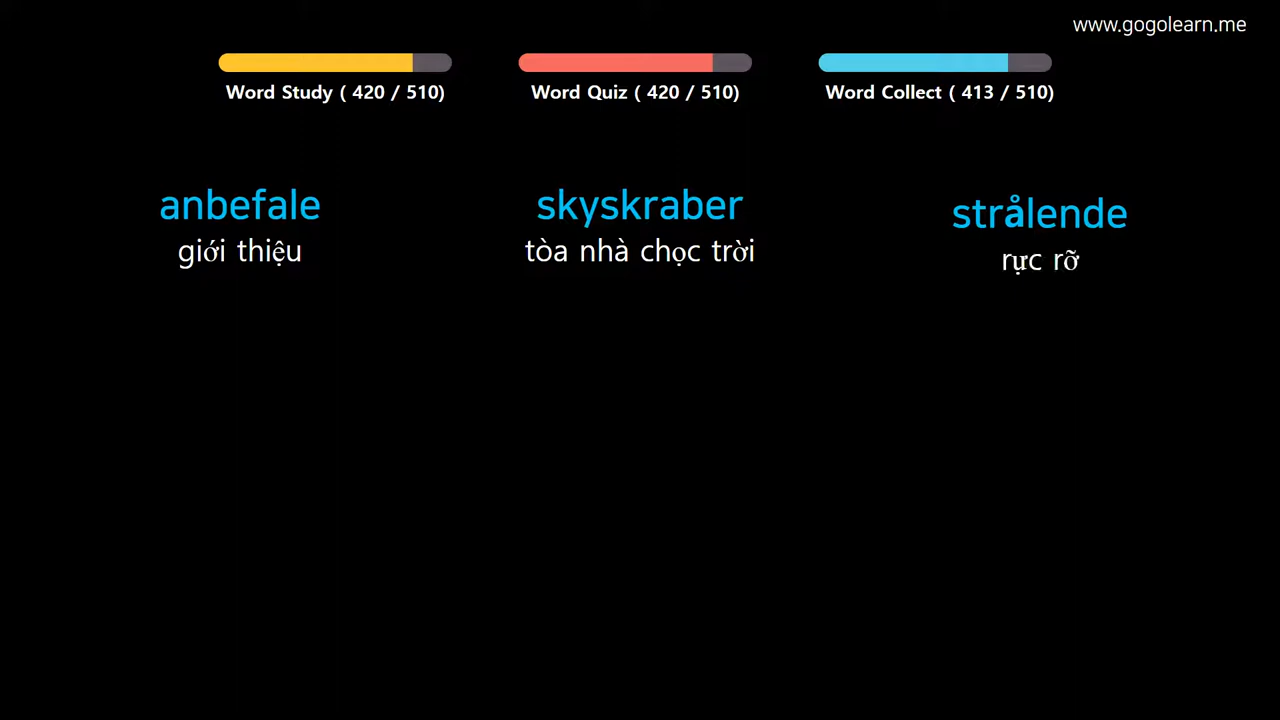 www.gogolearn.me
Word Study ( 420 / 510)
Word Quiz ( 420 / 510)
Word Collect ( 413 / 510)
anbefale
giới thiệu
skyskraber
tòa nhà chọc trời
strålende
rực rỡ